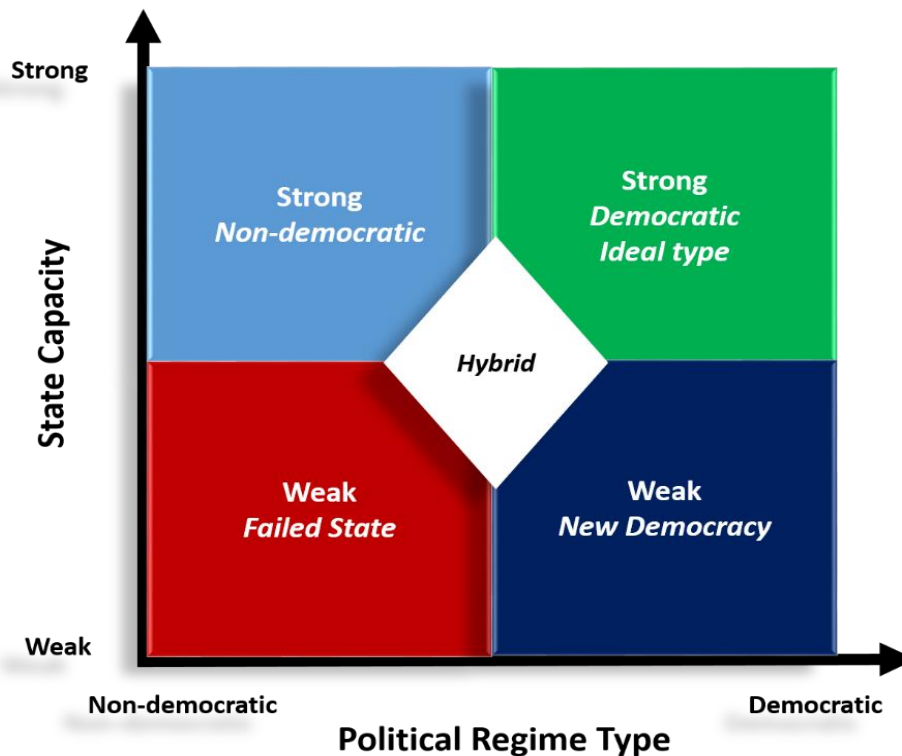 Strong
Strong
Non-democratic
Strong
Democratic
Ideal type
State Capacity
Hybrid
Weak
Failed State
Weak
New Democracy
Weak
Non-democratic
Democratic
Political Regime Type